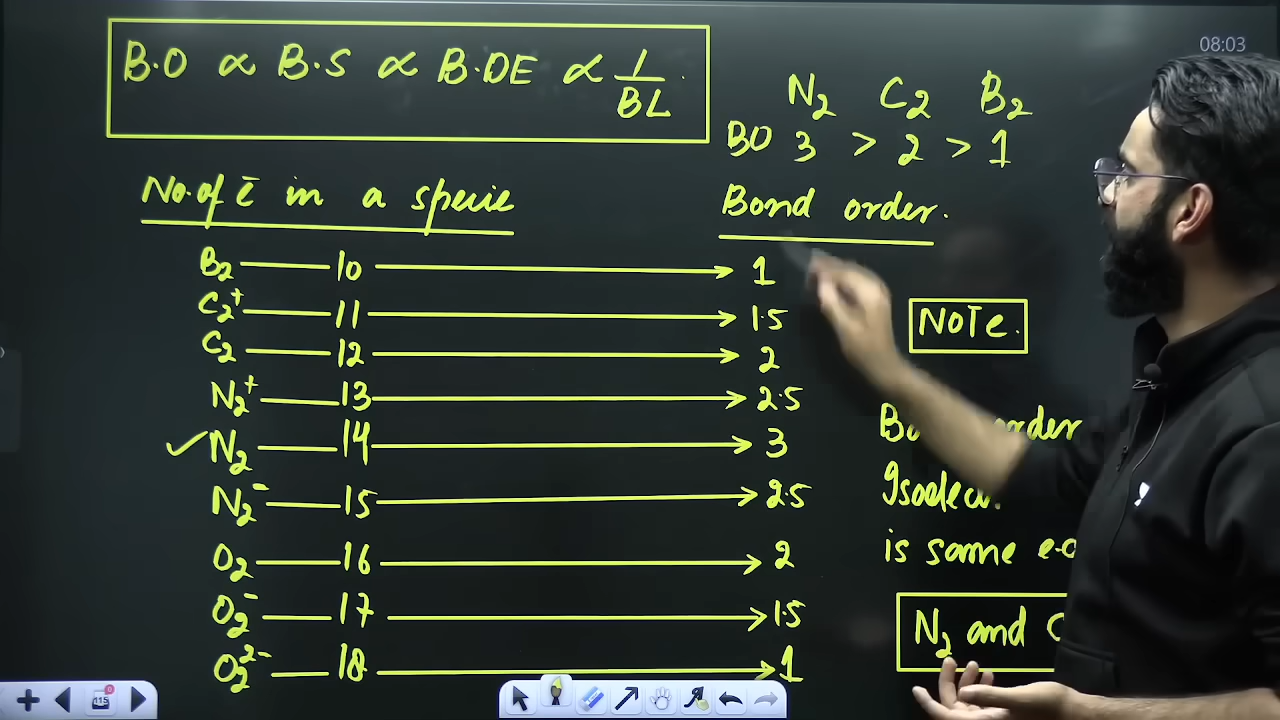 08:03
B.O ∝ B.S ∝ B.DE ∝ 1/BL.
N₂ C₂ B₂
BO 3 > 2 > 1
No. of ē in a specie
Bond order.
B₂ — 10 → 1
C₂⁺ — 11 → 1.5
C₂ — 12 → 2
N₂⁺ — 13 → 2.5
✓ N₂ — 14 → 3
N₂⁻ — 15 → 2.5
O₂ — 16 → 2
O₂⁻ — 17 → 1.5
O₂²⁻ — 18 → 1
NoTe.
is same
N₂ and
115